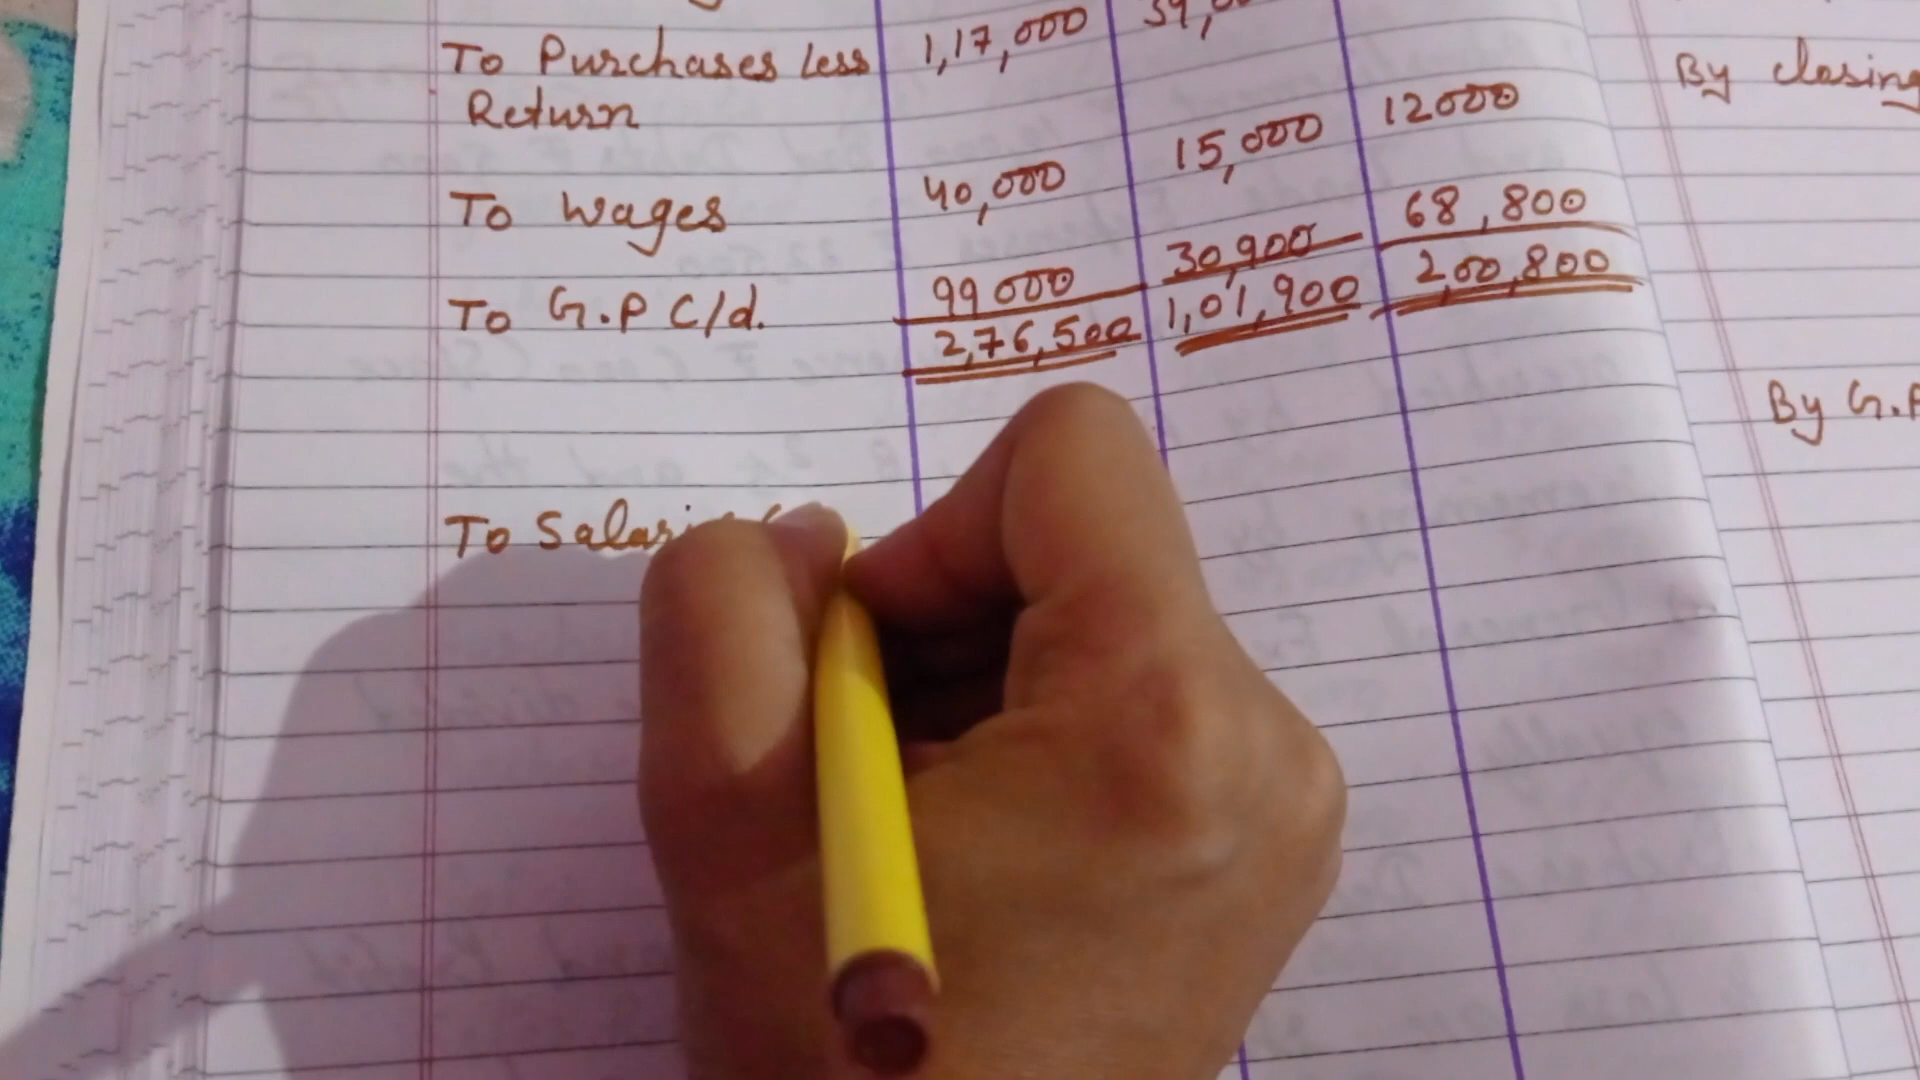 To Purchases Less 1,17,000
Return
By closing
To Wages 40,000 15,000 12000
To G.P C/d. 99000 30,900 68,800
2,76,500 1,01,900 2,00,800
By G.P
To